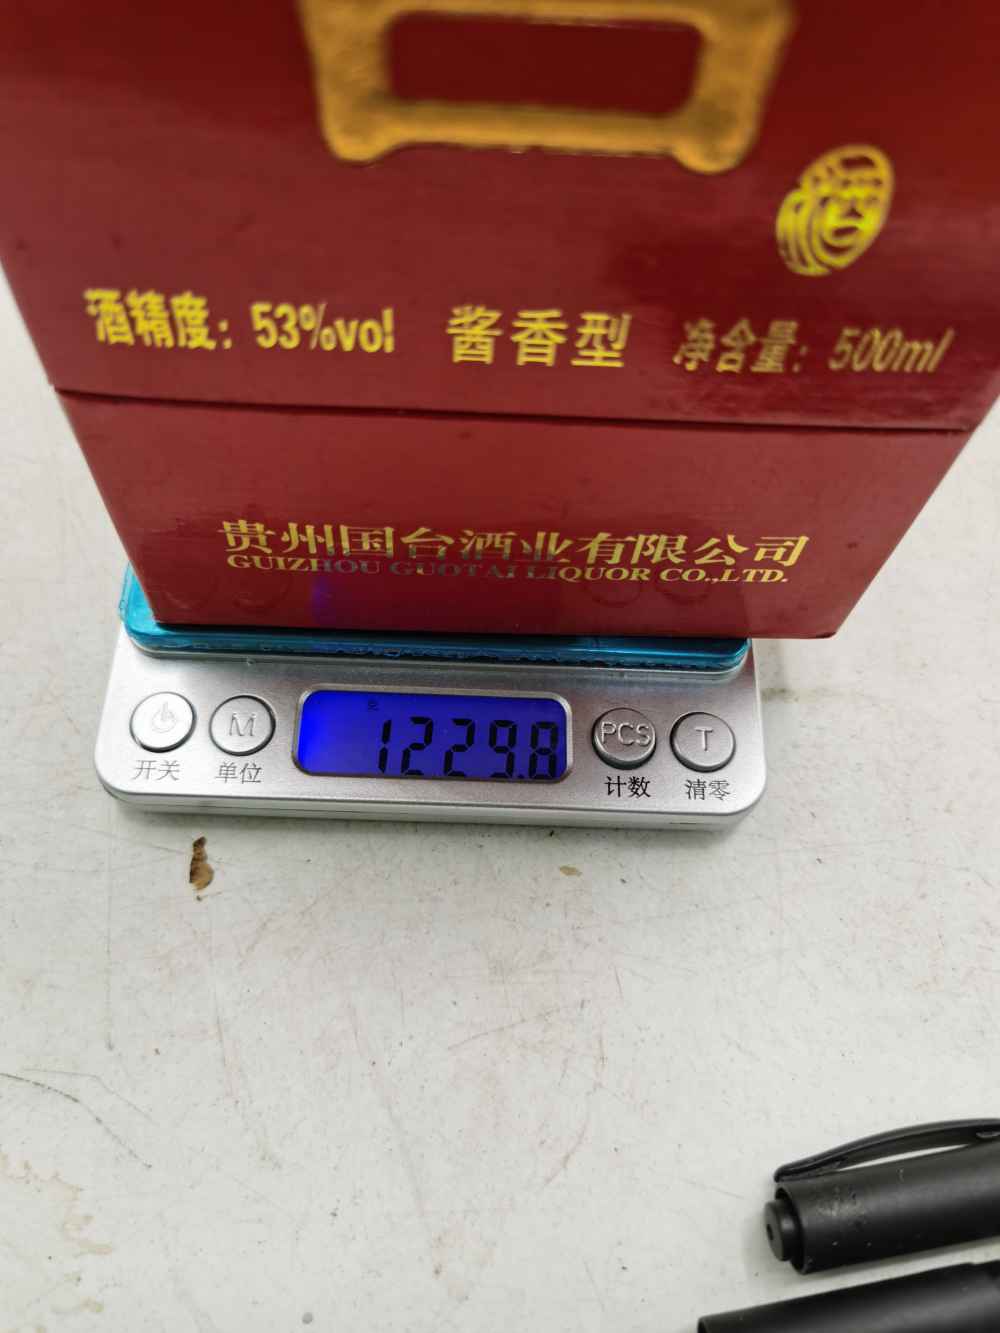 酒
酒精度：53%vol 酱香型 净含量：500ml
贵州国台酒业有限公司
GUIZHOU GUOTAI LIQUOR CO.,LTD.
克
1229.8
M PCS T
开关 单位 计数 清零